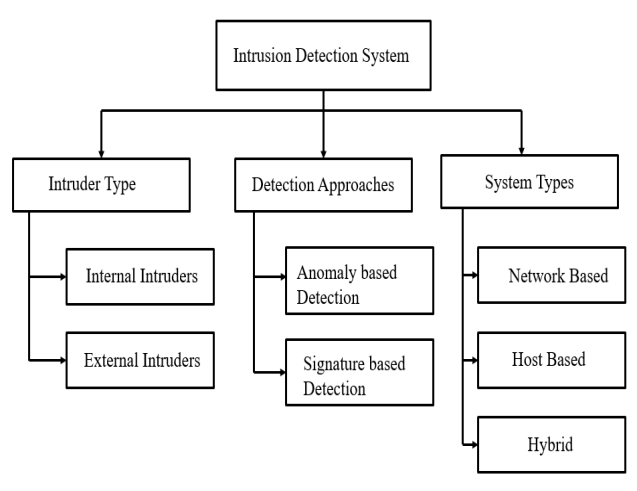 Intrusion Detection System
Intruder Type
Detection Approaches
System Types
Internal Intruders
External Intruders
Anomaly based
Detection
Signature based
Detection
Network Based
Host Based
Hybrid